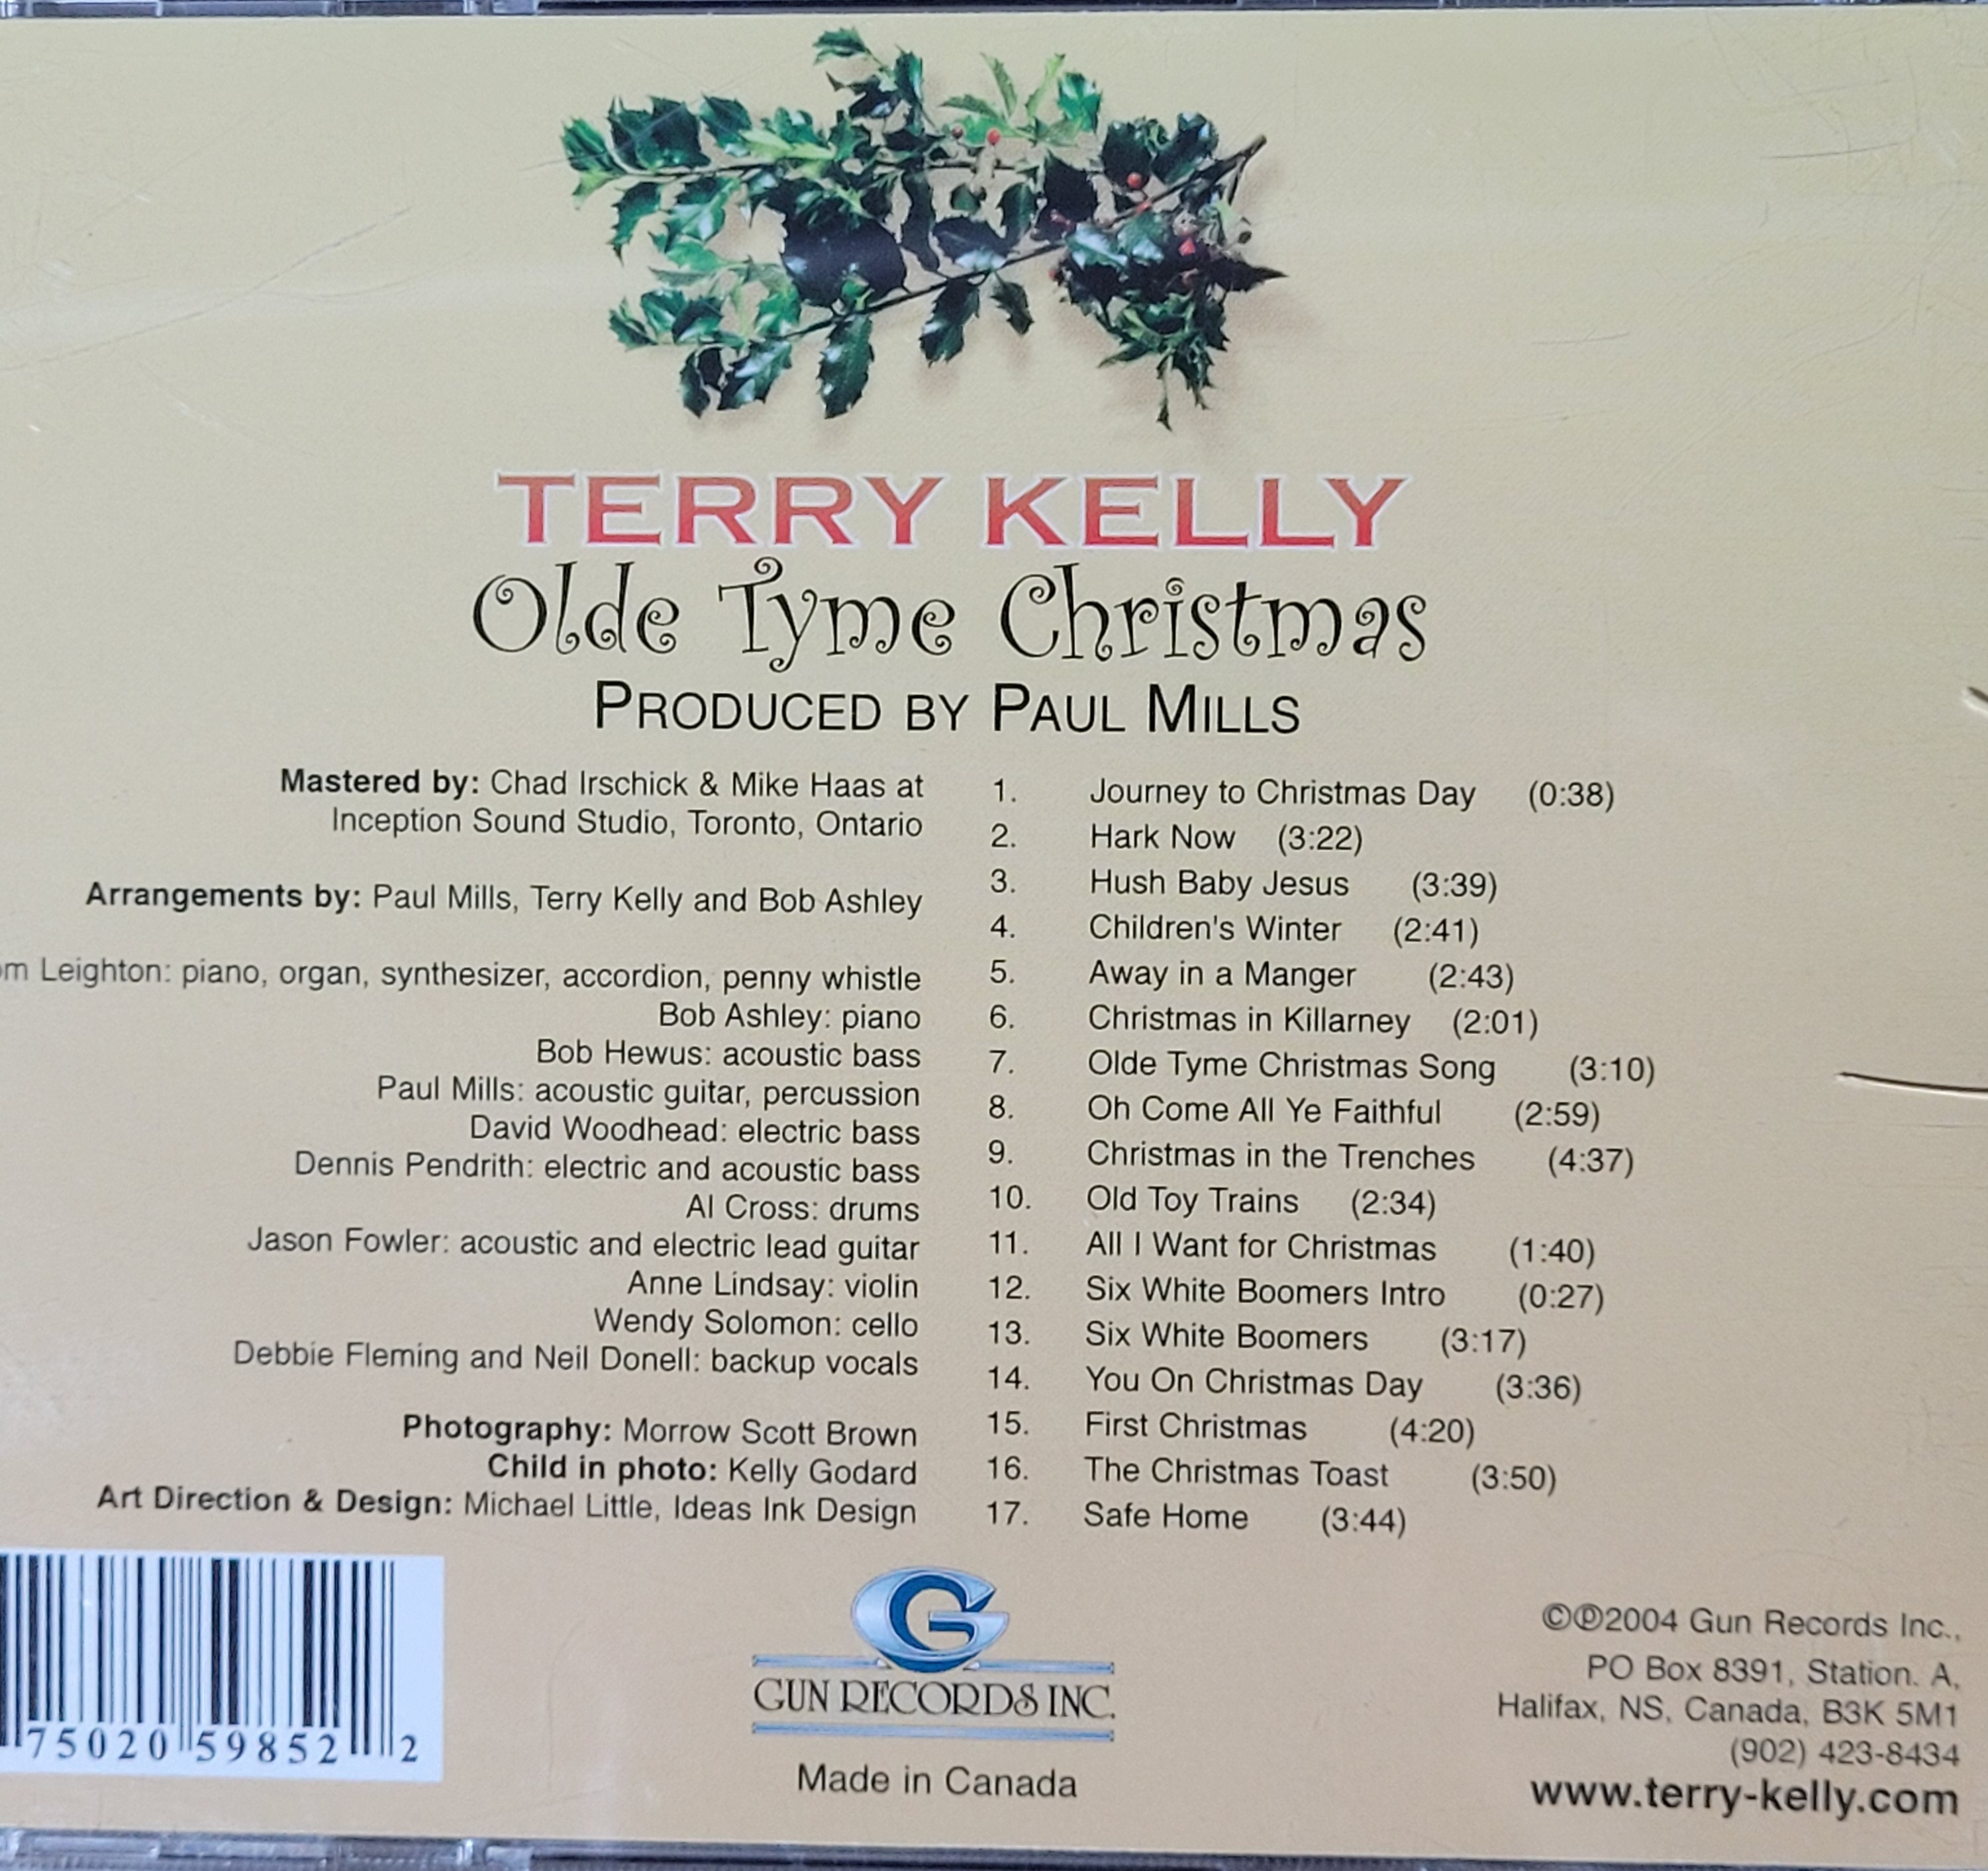 TERRY KELLY
Olde Tyme Christmas
PRODUCED BY PAUL MILLS
Mastered by: Chad Irschick & Mike Haas at
Inception Sound Studio, Toronto, Ontario
Arrangements by: Paul Mills, Terry Kelly and Bob Ashley
Leighton: piano, organ, synthesizer, accordion, penny whistle
Bob Ashley: piano
Bob Hewus: acoustic bass
Paul Mills: acoustic guitar, percussion
David Woodhead: electric bass
Dennis Pendrith: electric and acoustic bass
Al Cross: drums
Jason Fowler: acoustic and electric lead guitar
Anne Lindsay: violin
Wendy Solomon: cello
Debbie Fleming and Neil Donell: backup vocals
Photography: Morrow Scott Brown
Child in photo: Kelly Godard
Art Direction & Design: Michael Little, Ideas Ink Design
1. Journey to Christmas Day (0:38)
2. Hark Now (3:22)
3. Hush Baby Jesus (3:39)
4. Children's Winter (2:41)
5. Away in a Manger (2:43)
6. Christmas in Killarney (2:01)
7. Olde Tyme Christmas Song (3:10)
8. Oh Come All Ye Faithful (2:59)
9. Christmas in the Trenches (4:37)
10. Old Toy Trains (2:34)
11. All I Want for Christmas (1:40)
12. Six White Boomers Intro (0:27)
13. Six White Boomers (3:17)
14. You On Christmas Day (3:36)
15. First Christmas (4:20)
16. The Christmas Toast (3:50)
17. Safe Home (3:44)
75020 59852 2
G
GUN RECORDS INC.
Made in Canada
©℗2004 Gun Records Inc.,
PO Box 8391, Station. A,
Halifax, NS, Canada, B3K 5M1
(902) 423-8434
www.terry-kelly.com